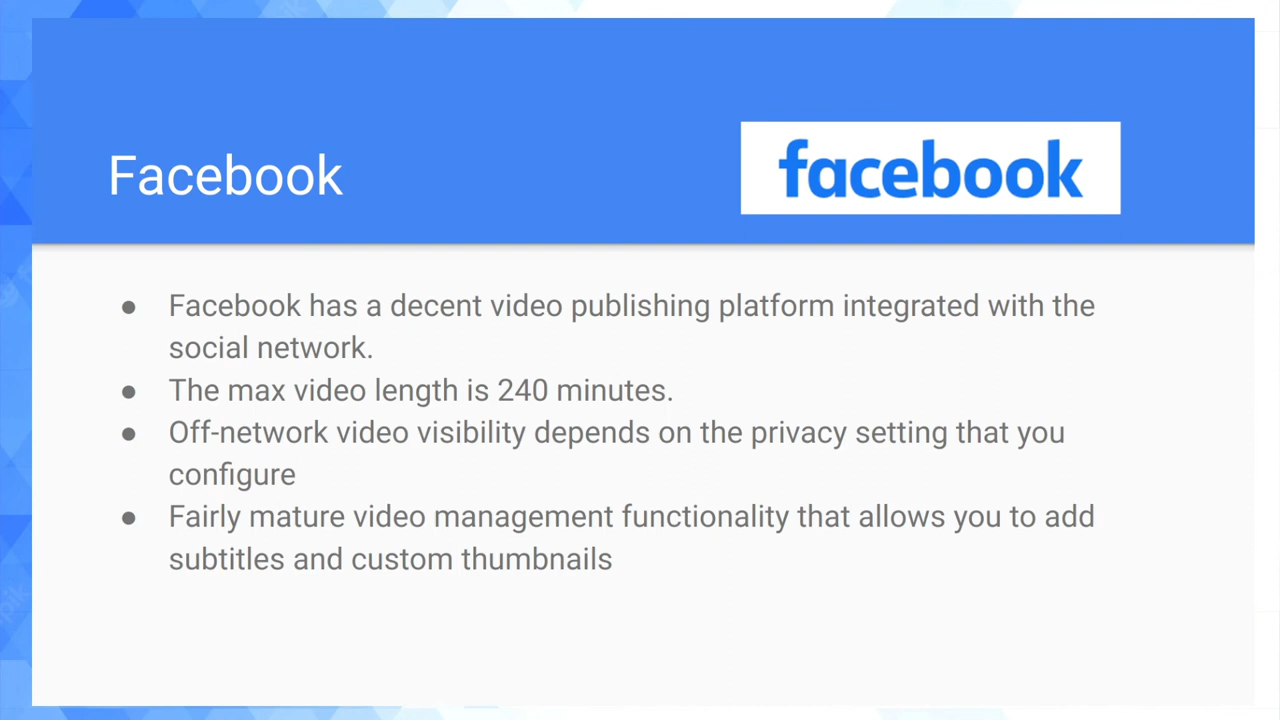 Facebook
facebook
● Facebook has a decent video publishing platform integrated with the
social network.
● The max video length is 240 minutes.
● Off-network video visibility depends on the privacy setting that you
configure
● Fairly mature video management functionality that allows you to add
subtitles and custom thumbnails